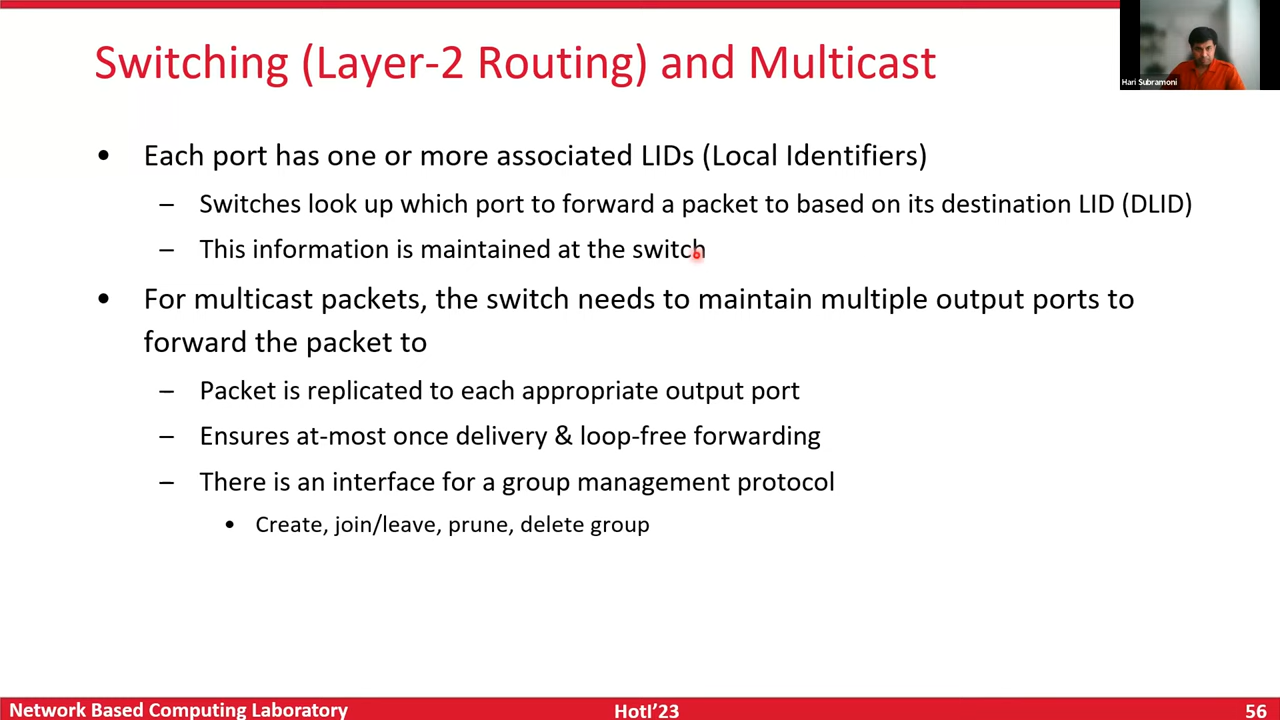 Switching (Layer-2 Routing) and Multicast
Hari Subramoni
• Each port has one or more associated LIDs (Local Identifiers)
– Switches look up which port to forward a packet to based on its destination LID (DLID)
– This information is maintained at the switch
• For multicast packets, the switch needs to maintain multiple output ports to
forward the packet to
– Packet is replicated to each appropriate output port
– Ensures at-most once delivery & loop-free forwarding
– There is an interface for a group management protocol
• Create, join/leave, prune, delete group
Network Based Computing Laboratory
HotI’23
56